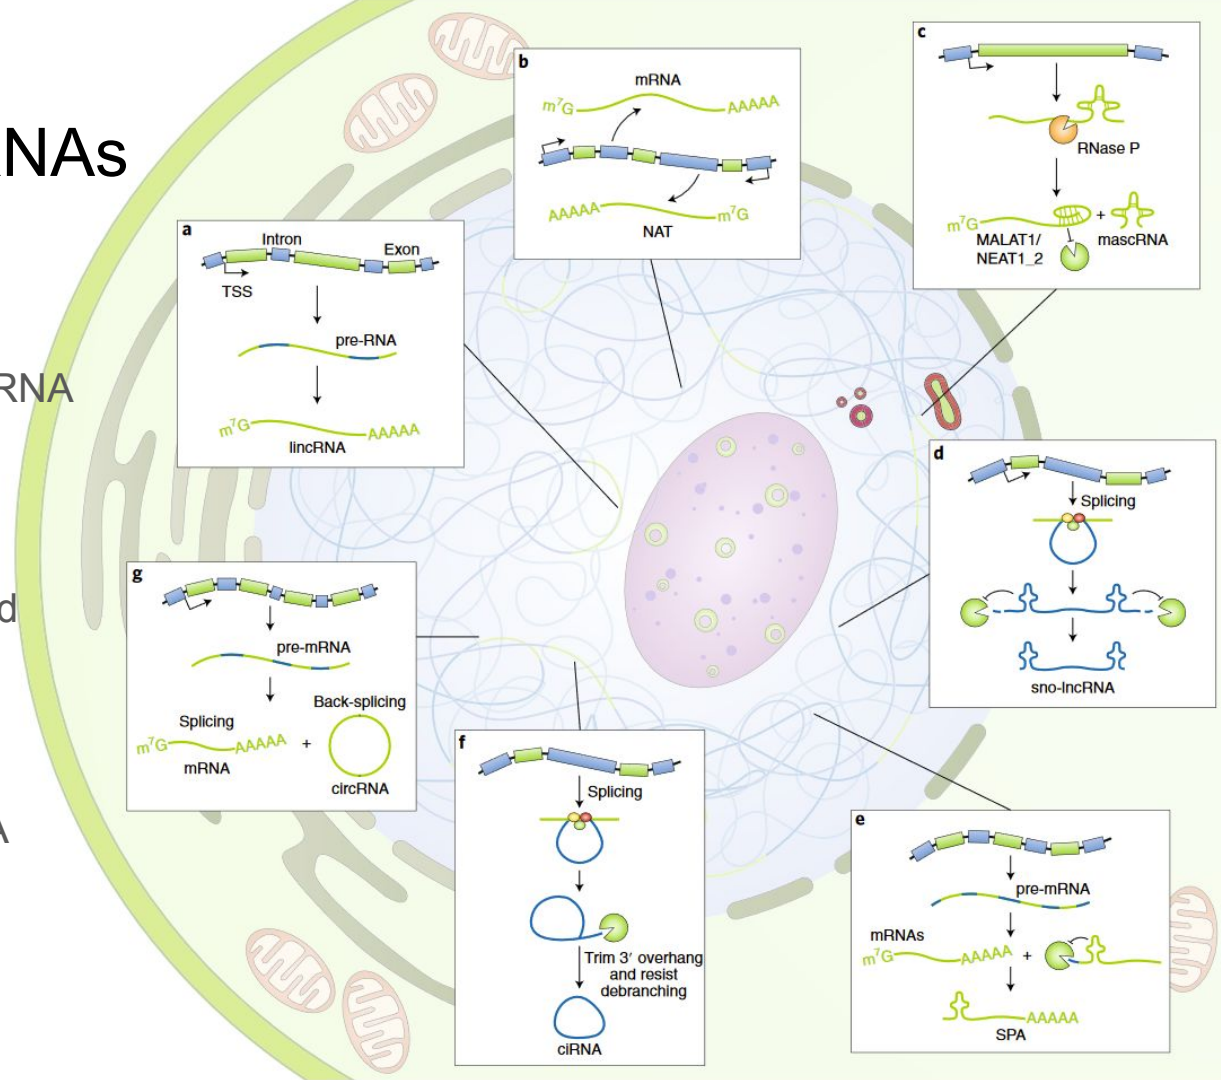 NAs
RNA
d
A
a
Intron
Exon
TSS
pre-RNA
m⁷G
AAAAA
lincRNA
b
mRNA
m⁷G
AAAAA
AAAAA
m⁷G
NAT
c
RNase P
m⁷G
+
MALAT1/
NEAT1_2
mascRNA
d
Splicing
sno-lncRNA
e
pre-mRNA
mRNAs
m⁷G
AAAAA
+
AAAAA
SPA
f
Splicing
Trim 3′ overhang
and resist
debranching
ciRNA
g
pre-mRNA
Splicing
Back-splicing
m⁷G
AAAAA
+
mRNA
circRNA